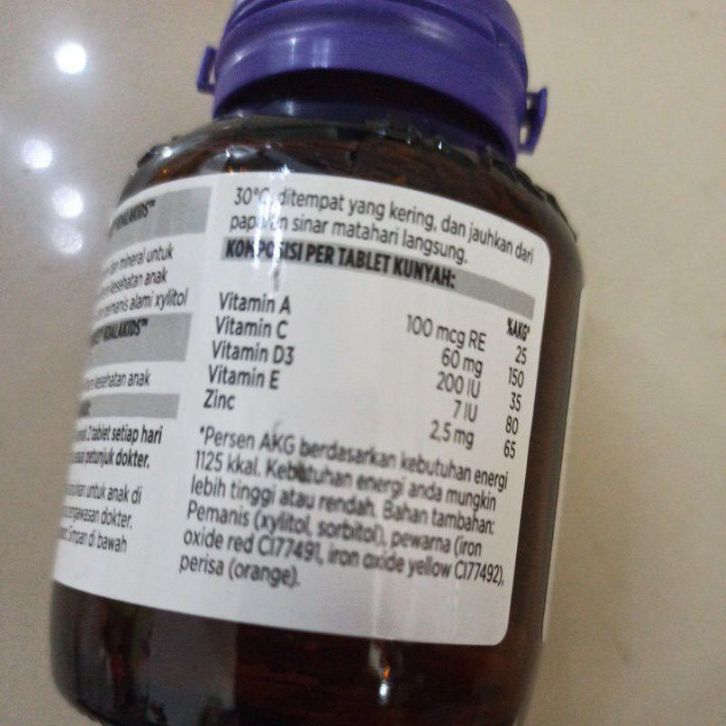 KOALAKIDS™
dan mineral untuk
kesehatan anak
pemanis alami xylitol
KOALAKIDS™
kesehatan anak
2 tablet setiap hari
petunjuk dokter.
untuk anak di
pengawasan dokter.
Simpan di bawah
30°C, ditempat yang kering, dan jauhkan dari
paparan sinar matahari langsung.
KOMPOSISI PER TABLET KUNYAH:
%AKG*
Vitamin A 100 mcg RE 25
Vitamin C 60 mg 150
Vitamin D3 200 IU 35
Vitamin E 7 IU 80
Zinc 2,5 mg 65
*Persen AKG berdasarkan kebutuhan energi
1125 kkal. Kebutuhan energi anda mungkin
lebih tinggi atau rendah. Bahan tambahan:
Pemanis (xylitol, sorbitol), pewarna (iron
oxide red CI77491, iron oxide yellow CI77492),
perisa (orange).